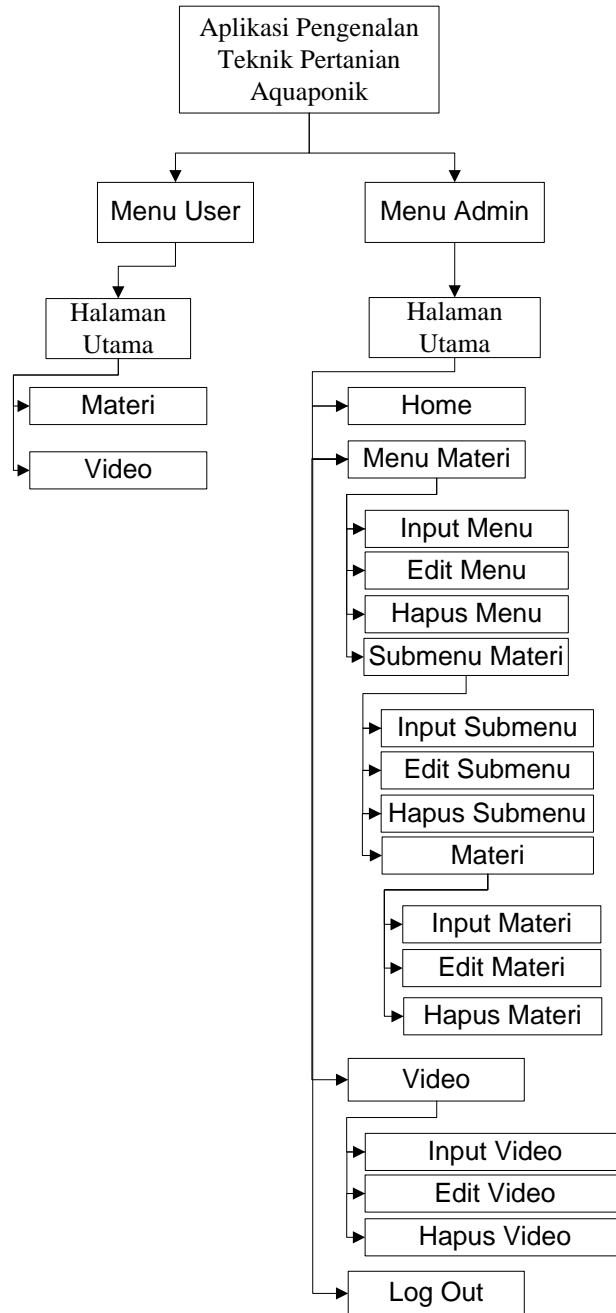 Aplikasi Pengenalan
Teknik Pertanian
Aquaponik
Menu User
Menu Admin
Halaman
Utama
Halaman
Utama
Materi
Video
Home
Menu Materi
Input Menu
Edit Menu
Hapus Menu
Submenu Materi
Input Submenu
Edit Submenu
Hapus Submenu
Materi
Input Materi
Edit Materi
Hapus Materi
Video
Input Video
Edit Video
Hapus Video
Log Out